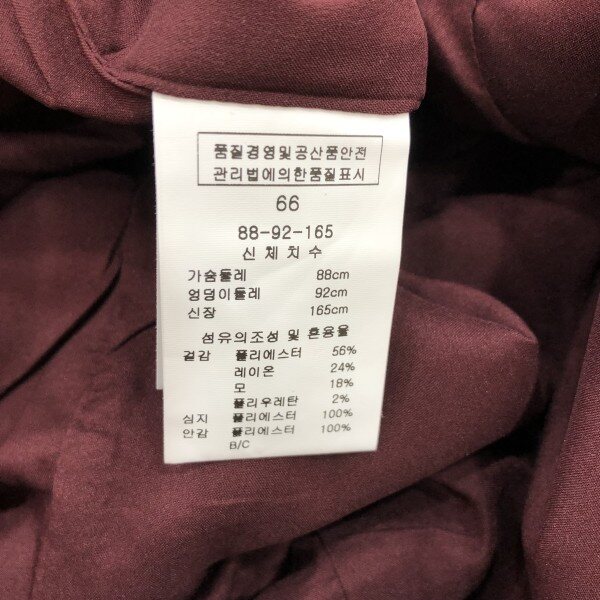 품질경영및공산품안전
관리법에의한품질표시
66
88-92-165
신체치수
가슴둘레 88cm
엉덩이둘레 92cm
신장 165cm
섬유의조성 및 혼용율
겉감 폴리에스터 56%
레이온 24%
모 18%
폴리우레탄 2%
심지 폴리에스터 100%
안감 폴리에스터 100%
B/C